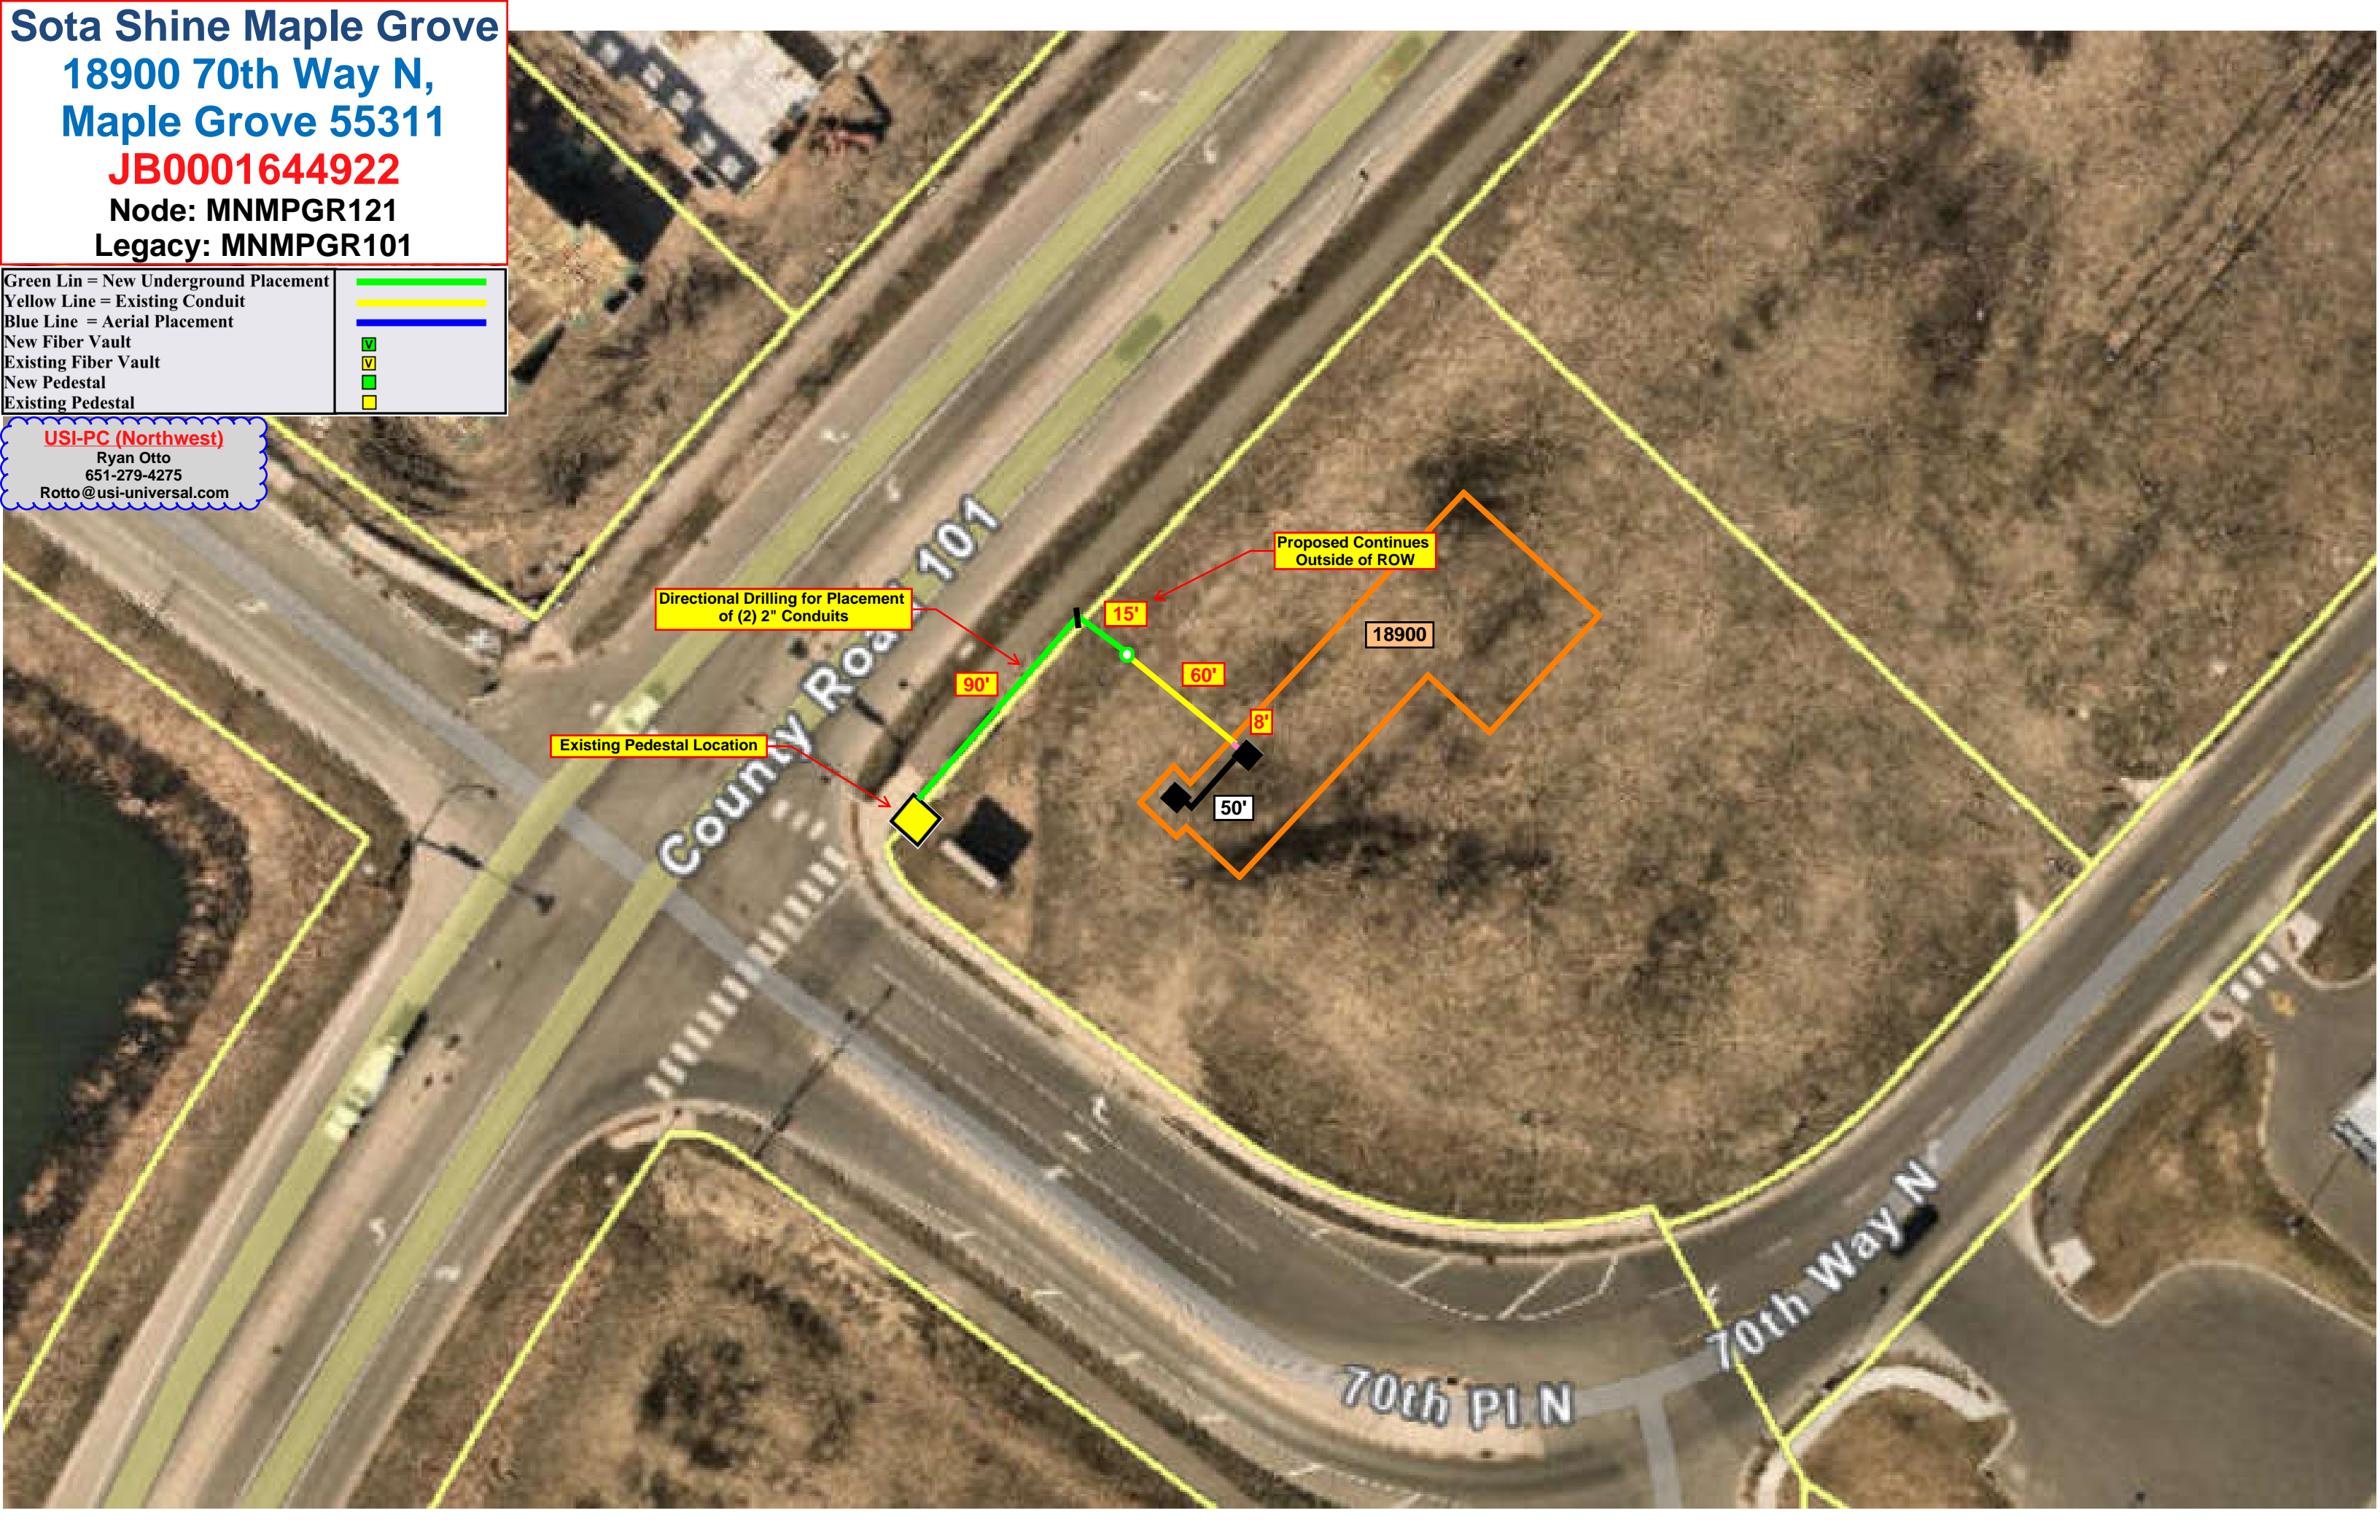 Sota Shine Maple Grove
18900 70th Way N,
Maple Grove 55311
JB0001644922
Node: MNMPGR121
Legacy: MNMPGR101
Green Lin = New Underground Placement
Yellow Line = Existing Conduit
Blue Line = Aerial Placement
New Fiber Vault V
Existing Fiber Vault V
New Pedestal
Existing Pedestal
USI-PC (Northwest)
Ryan Otto
651-279-4275
Rotto@usi-universal.com
Proposed Continues
Outside of ROW
Directional Drilling for Placement
of (2) 2" Conduits
15'
18900
90'
60'
8'
Existing Pedestal Location
50'
County Road 101
70th Way N
70th Pl N